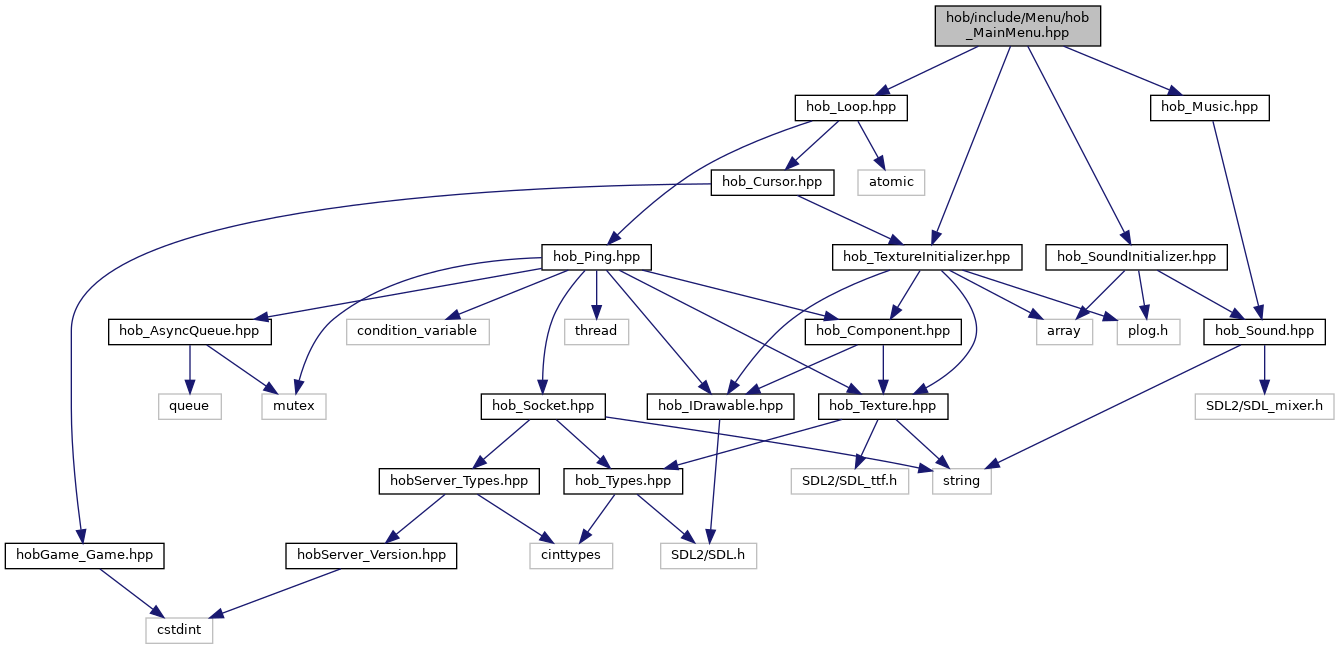 hob/include/Menu/hob
_MainMenu.hpp
hob_Loop.hpp
hob_Music.hpp
hob_Cursor.hpp
atomic
hob_Ping.hpp
hob_TextureInitializer.hpp
hob_SoundInitializer.hpp
hob_AsyncQueue.hpp
condition_variable
thread
hob_Component.hpp
array
plog.h
hob_Sound.hpp
queue
mutex
hob_Socket.hpp
hob_IDrawable.hpp
hob_Texture.hpp
SDL2/SDL_mixer.h
hobServer_Types.hpp
hob_Types.hpp
SDL2/SDL_ttf.h
string
hobGame_Game.hpp
hobServer_Version.hpp
cinttypes
SDL2/SDL.h
cstdint